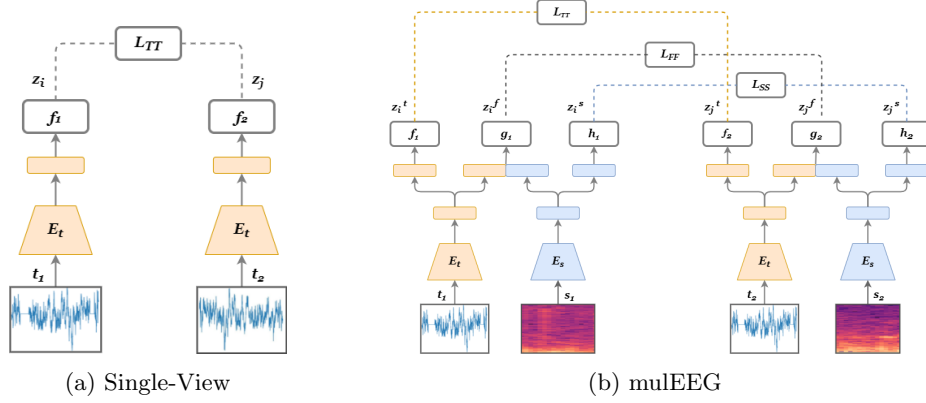 L_TT
z_i
z_j
f_1
f_2
E_t
E_t
t_1
t_2
(a) Single-View
L_TT
L_FF
L_SS
z_i^t
z_i^f
z_i^s
z_j^t
z_j^f
z_j^s
f_1
g_1
h_1
f_2
g_2
h_2
E_t
E_s
E_t
E_s
t_1
s_1
t_2
s_2
(b) mulEEG